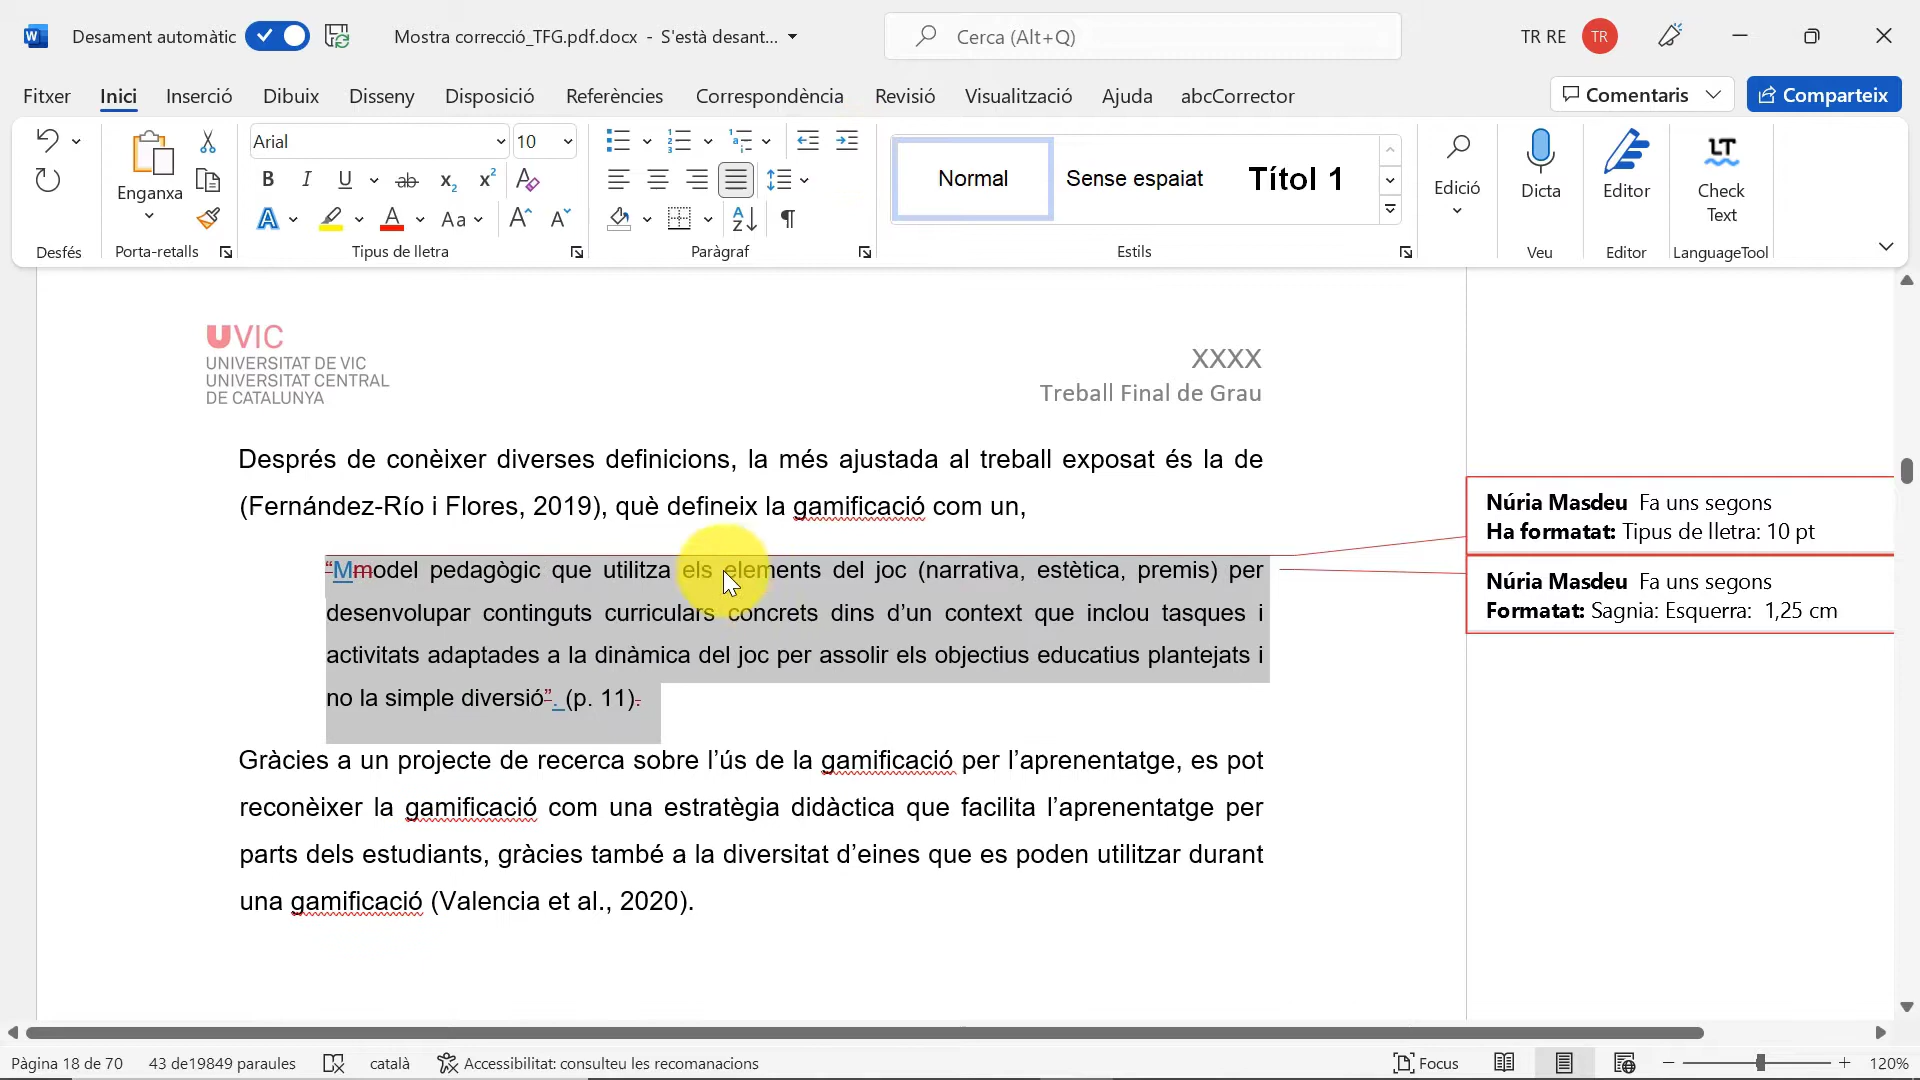 Desament automàtic
Mostra correcció_TFG.pdf.docx - S'està desant...
Cerca (Alt+Q)
TR RE
TR
Fitxer Inici Inserció Dibuix Disseny Disposició Referències Correspondència Revisió Visualització Ajuda abcCorrector
Comentaris
Comparteix
Arial
10
Enganxa
Normal
Sense espaiat
Títol 1
Edició
Dicta
Editor
Check
Text
Desfés
Porta-retalls
Tipus de lletra
Paràgraf
Estils
Veu
Editor
LanguageTool
UVIC
UNIVERSITAT DE VIC
UNIVERSITAT CENTRAL
DE CATALUNYA
XXXX
Treball Final de Grau
Després de conèixer diverses definicions, la més ajustada al treball exposat és la de
(Fernández-Río i Flores, 2019), què defineix la gamificació com un,
“Mmodel pedagògic que utilitza els elements del joc (narrativa, estètica, premis) per
desenvolupar continguts curriculars concrets dins d’un context que inclou tasques i
activitats adaptades a la dinàmica del joc per assolir els objectius educatius plantejats i
no la simple diversió”. (p. 11).
Gràcies a un projecte de recerca sobre l’ús de la gamificació per l’aprenentatge, es pot
reconèixer la gamificació com una estratègia didàctica que facilita l’aprenentatge per
parts dels estudiants, gràcies també a la diversitat d’eines que es poden utilitzar durant
una gamificació (Valencia et al., 2020).
Núria Masdeu Fa uns segons
Ha formatat: Tipus de lletra: 10 pt
Núria Masdeu Fa uns segons
Formatat: Sagnia: Esquerra: 1,25 cm
Pàgina 18 de 70
43 de19849 paraules
català
Accessibilitat: consulteu les recomanacions
Focus
120%